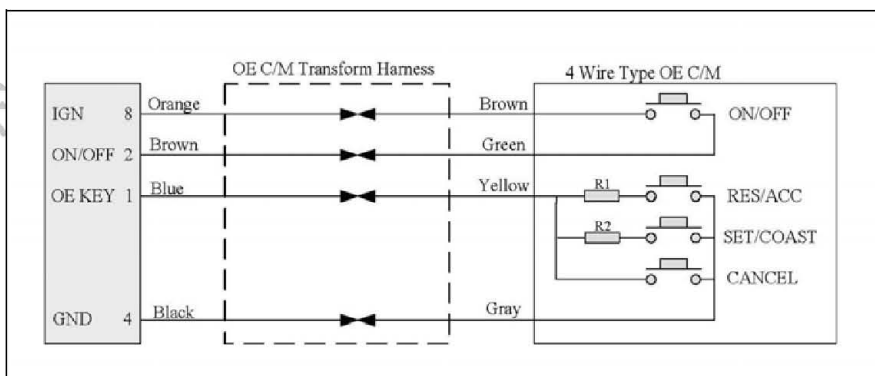 OE C/M Transform Harness
4 Wire Type OE C/M
IGN 8 Orange Brown ON/OFF
ON/OFF 2 Brown Green
OE KEY 1 Blue Yellow R1 RES/ACC
R2 SET/COAST
CANCEL
GND 4 Black Gray